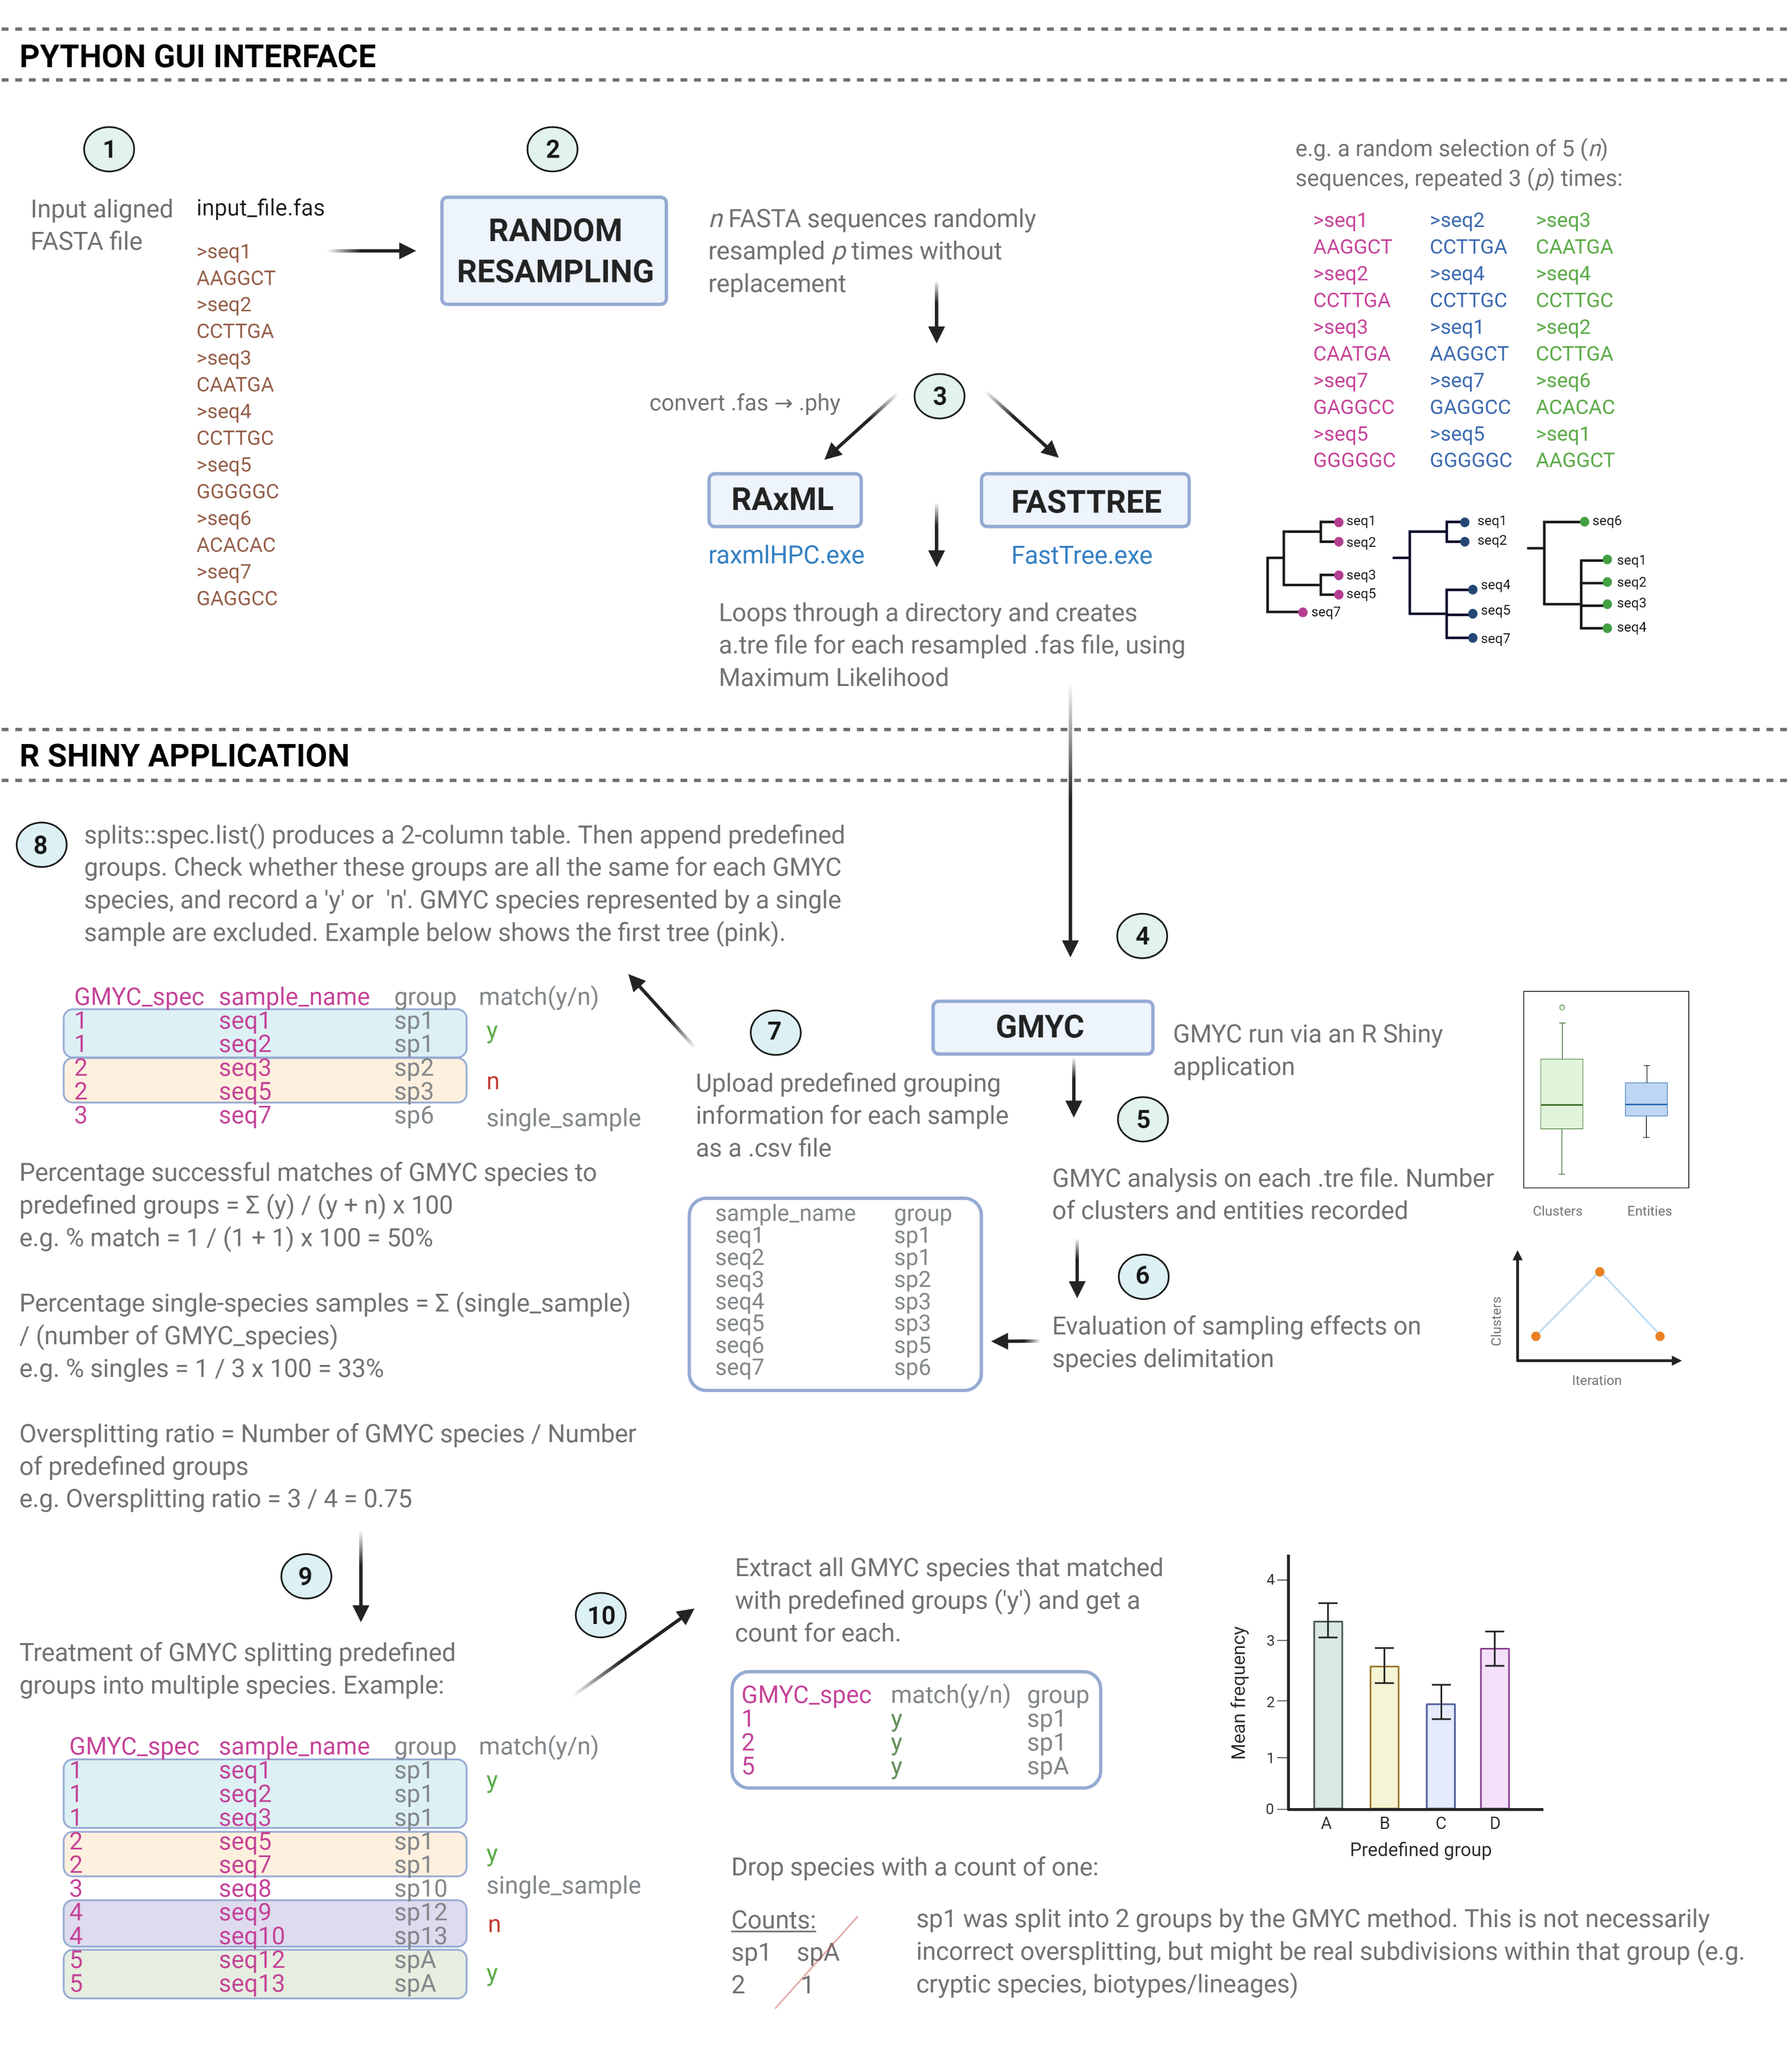 PYTHON GUI INTERFACE
1
Input aligned
FASTA file
input_file.fas
>seq1
AAGGCT
>seq2
CCTTGA
>seq3
CAATGA
>seq4
CCTTGC
>seq5
GGGGGC
>seq6
ACACAC
>seq7
GAGGCC
2
RANDOM
RESAMPLING
n FASTA sequences randomly
resampled p times without
replacement
3
convert .fas → .phy
RAxML
raxmlHPC.exe
FASTTREE
FastTree.exe
Loops through a directory and creates
a.tre file for each resampled .fas file, using
Maximum Likelihood
e.g. a random selection of 5 (n)
sequences, repeated 3 (p) times:
>seq1 >seq2 >seq3
AAGGCT CCTTGA CAATGA
>seq2 >seq4 >seq4
CCTTGA CCTTGC CCTTGC
>seq3 >seq1 >seq2
CAATGA AAGGCT CCTTGA
>seq7 >seq7 >seq6
GAGGCC GAGGCC ACACAC
>seq5 >seq5 >seq1
GGGGGC GGGGGC AAGGCT
seq1
seq2
seq3
seq5
seq7
seq1
seq2
seq4
seq5
seq7
seq6
seq1
seq2
seq3
seq4
R SHINY APPLICATION
4
GMYC
GMYC run via an R Shiny
application
5
GMYC analysis on each .tre file. Number
of clusters and entities recorded
Clusters Entities
6
Evaluation of sampling effects on
species delimitation
Clusters
Iteration
7
Upload predefined grouping
information for each sample
as a .csv file
sample_name group
seq1 sp1
seq2 sp1
seq3 sp2
seq4 sp3
seq5 sp3
seq6 sp5
seq7 sp6
8
splits::spec.list() produces a 2-column table. Then append predefined
groups. Check whether these groups are all the same for each GMYC
species, and record a 'y' or 'n'. GMYC species represented by a single
sample are excluded. Example below shows the first tree (pink).
GMYC_spec sample_name group match(y/n)
1 seq1 sp1
y
1 seq2 sp1
2 seq3 sp2
n
2 seq5 sp3
3 seq7 sp6 single_sample
Percentage successful matches of GMYC species to
predefined groups = Σ (y) / (y + n) x 100
e.g. % match = 1 / (1 + 1) x 100 = 50%
Percentage single-species samples = Σ (single_sample)
/ (number of GMYC_species)
e.g. % singles = 1 / 3 x 100 = 33%
Oversplitting ratio = Number of GMYC species / Number
of predefined groups
e.g. Oversplitting ratio = 3 / 4 = 0.75
9
Treatment of GMYC splitting predefined
groups into multiple species. Example:
GMYC_spec sample_name group match(y/n)
1 seq1 sp1
y
1 seq2 sp1
1 seq3 sp1
2 seq5 sp1
y
2 seq7 sp1
3 seq8 sp10 single_sample
4 seq9 sp12
n
4 seq10 sp13
5 seq12 spA
y
5 seq13 spA
10
Extract all GMYC species that matched
with predefined groups ('y') and get a
count for each.
GMYC_spec match(y/n) group
1 y sp1
2 y sp1
5 y spA
Drop species with a count of one:
Counts:
sp1 spA
2 1
sp1 was split into 2 groups by the GMYC method. This is not necessarily
incorrect oversplitting, but might be real subdivisions within that group (e.g.
cryptic species, biotypes/lineages)
Mean frequency
4
3
2
1
0
A B C D
Predefined group